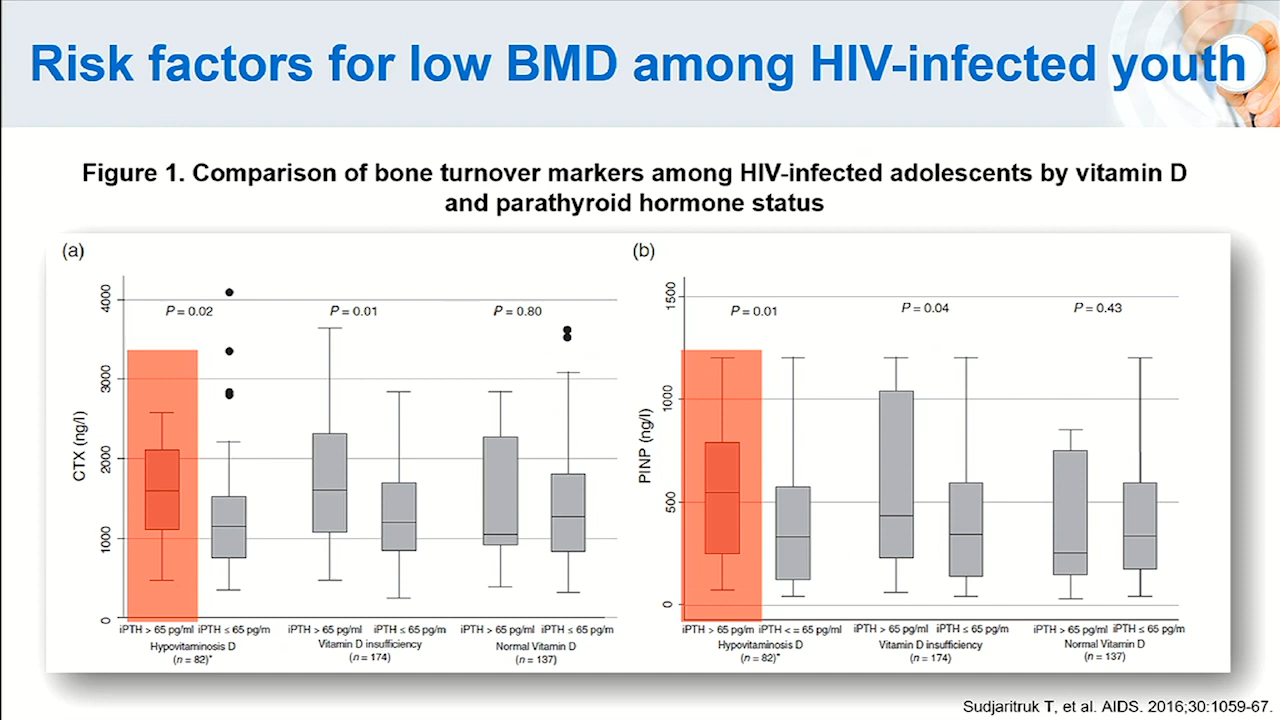 Risk factors for low BMD among HIV-infected youth
Figure 1. Comparison of bone turnover markers among HIV-infected adolescents by vitamin D
and parathyroid hormone status
(a)
CTX (ng/l)
4000
3000
2000
1000
0
P = 0.02
P = 0.01
P = 0.80
iPTH > 65 pg/ml iPTH ≤ 65 pg/m
Hypovitaminosis D
(n = 82)*
iPTH > 65 pg/ml iPTH ≤ 65 pg/m
Vitamin D insufficiency
(n = 174)
iPTH > 65 pg/ml iPTH ≤ 65 pg/m
Normal Vitamin D
(n = 137)
(b)
PINP (ng/l)
1500
1000
500
0
P = 0.01
P = 0.04
P = 0.43
iPTH > 65 pg/m iPTH < = 65 pg/m
Hypovitaminosis D
(n = 82)*
iPTH > 65 pg/ml iPTH ≤ 65 pg/m
Vitamin D insufficiency
(n = 174)
iPTH > 65 pg/ml iPTH ≤ 65 pg/m
Normal Vitamin D
(n = 137)
Sudjaritruk T, et al. AIDS. 2016;30:1059-67.